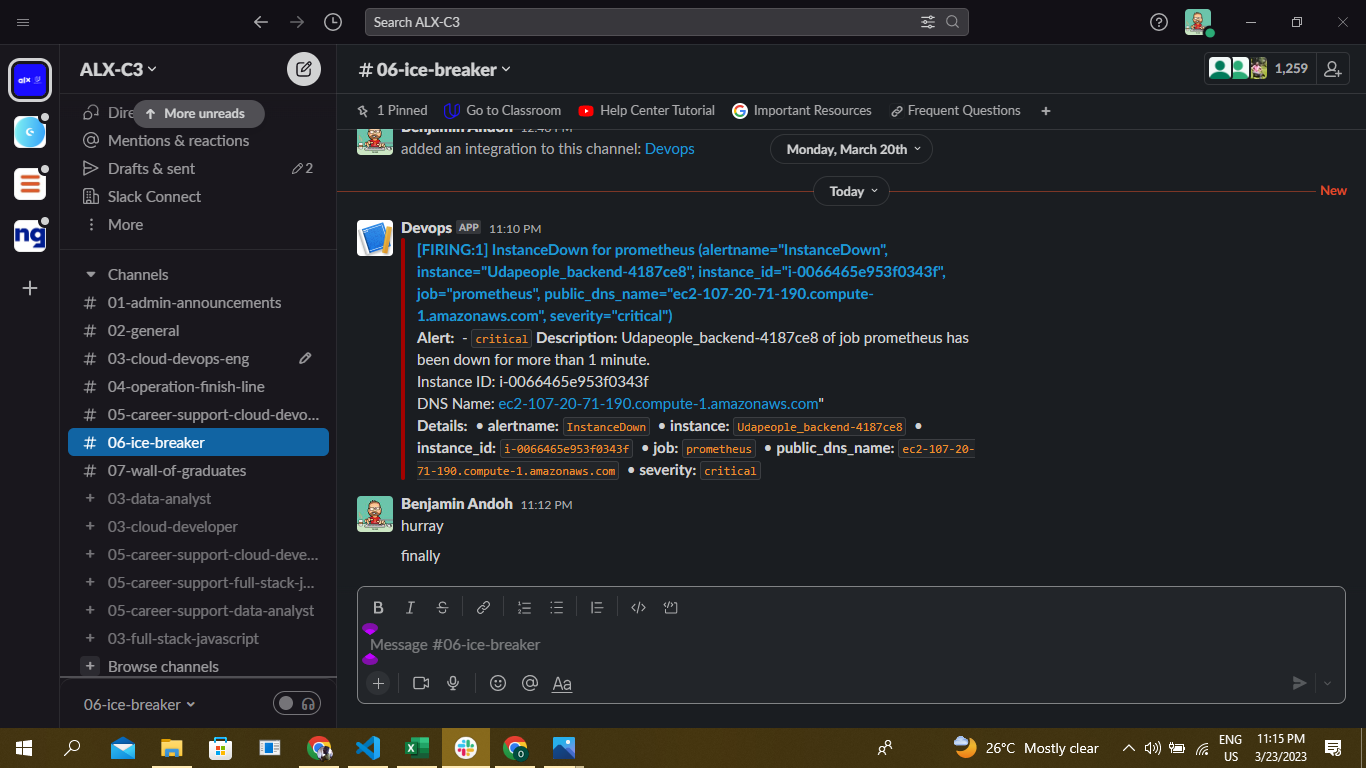 Search ALX-C3
ALX-C3
More unreads
Mentions & reactions
Drafts & sent
2
Slack Connect
More
Channels
# 01-admin-announcements
# 02-general
# 03-cloud-devops-eng
# 04-operation-finish-line
# 05-career-support-cloud-devo...
# 06-ice-breaker
# 07-wall-of-graduates
+ 03-data-analyst
+ 03-cloud-developer
+ 05-career-support-cloud-deve...
+ 05-career-support-full-stack-j...
+ 05-career-support-data-analyst
+ 03-full-stack-javascript
+ Browse channels
06-ice-breaker
alx
ng
# 06-ice-breaker
1,259
1 Pinned
Go to Classroom
Help Center Tutorial
Important Resources
Frequent Questions
+
Benjamin Andoh
added an integration to this channel: Devops
Monday, March 20th
Today
New
Devops APP 11:10 PM
[FIRING:1] InstanceDown for prometheus (alertname="InstanceDown",
instance="Udapeople_backend-4187ce8", instance_id="i-0066465e953f0343f",
job="prometheus", public_dns_name="ec2-107-20-71-190.compute-
1.amazonaws.com", severity="critical")
Alert: - critical Description: Udapeople_backend-4187ce8 of job prometheus has
been down for more than 1 minute.
Instance ID: i-0066465e953f0343f
DNS Name: ec2-107-20-71-190.compute-1.amazonaws.com"
Details: • alertname: InstanceDown • instance: Udapeople_backend-4187ce8 •
instance_id: i-0066465e953f0343f • job: prometheus • public_dns_name: ec2-107-20-
71-190.compute-1.amazonaws.com • severity: critical
Benjamin Andoh 11:12 PM
hurray
finally
Message #06-ice-breaker
Aa
26°C Mostly clear
ENG
US
11:15 PM
3/23/2023